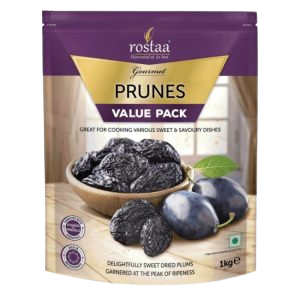 rostaa
Gourmet
PRUNES
VALUE PACK
GREAT FOR COOKING VARIOUS SWEET & SAVOURY DISHES
DELIGHTFULLY SWEET DRIED PLUMS
GARNERED AT THE PEAK OF RIPENESS
1kg